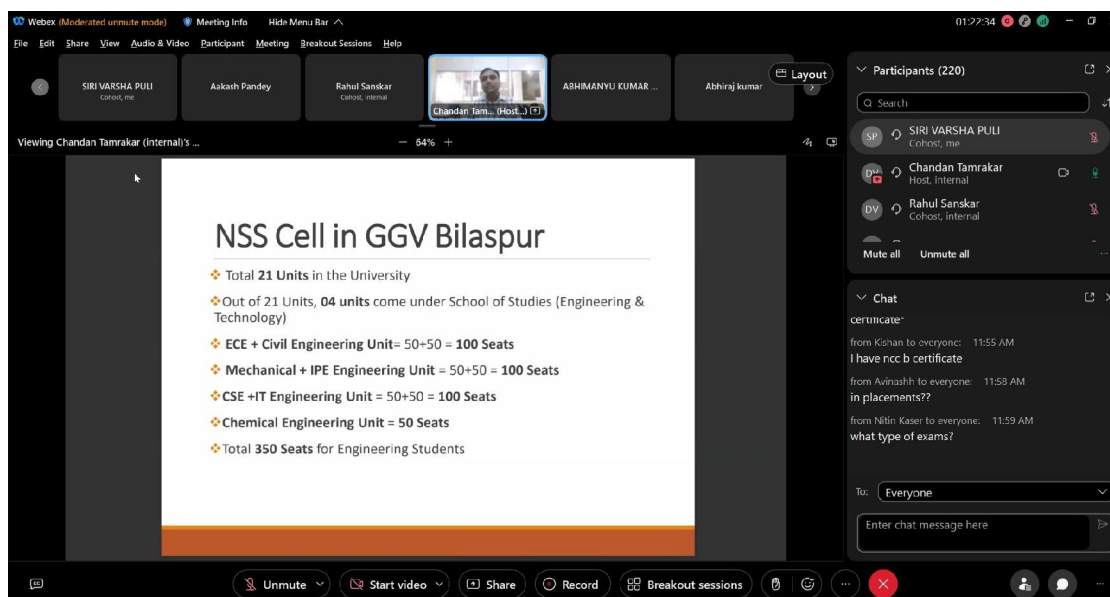 Webex (Moderated unmute mode) Meeting Info Hide Menu Bar
01:22:34
File Edit Share View Audio & Video Participant Meeting Breakout Sessions Help
SIRI VARSHA PULI
Cohost, me
Aakash Pandey
Rahul Sanskar
Cohost, internal
Chandan Tam... (Host...)
ABHIMANYU KUMAR ...
Abhiraj kumar
Layout
Viewing Chandan Tamrakar (internal)'s ...
64%
NSS Cell in GGV Bilaspur
Total 21 Units in the University
Out of 21 Units, 04 units come under School of Studies (Engineering &
Technology)
ECE + Civil Engineering Unit= 50+50 = 100 Seats
Mechanical + IPE Engineering Unit = 50+50 = 100 Seats
CSE +IT Engineering Unit = 50+50 = 100 Seats
Chemical Engineering Unit = 50 Seats
Total 350 Seats for Engineering Students
Participants (220)
Search
SP SIRI VARSHA PULI
Cohost, me
Chandan Tamrakar
Host, internal
DV Rahul Sanskar
Cohost, internal
Mute all Unmute all
Chat
certificate"
from Kishan to everyone: 11:55 AM
I have ncc b certificate
from Avinashh to everyone: 11:58 AM
in placements??
from Nitin Kaser to everyone: 11:59 AM
what type of exams?
To: Everyone
Enter chat message here
Unmute Start video Share Record Breakout sessions